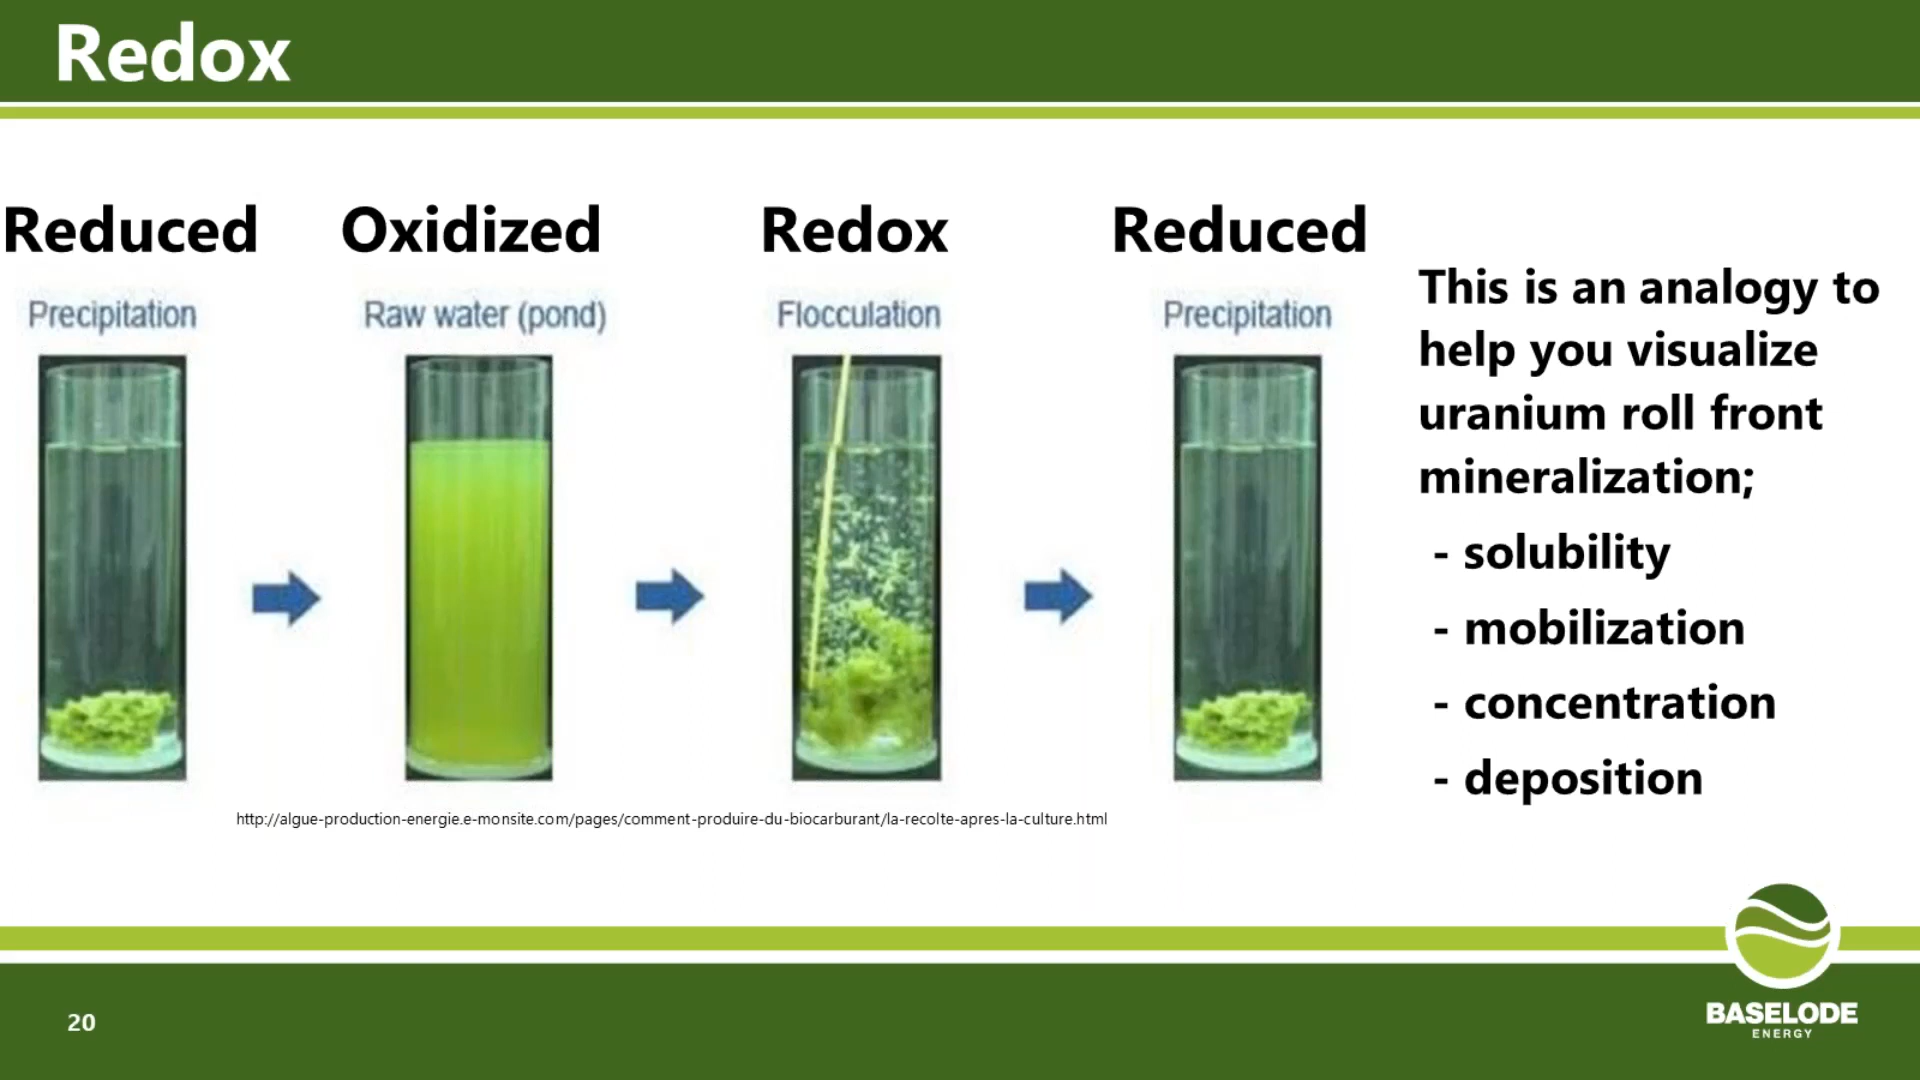 Redox
Reduced
Oxidized
Redox
Reduced
Precipitation
Raw water (pond)
Flocculation
Precipitation
This is an analogy to
help you visualize
uranium roll front
mineralization;
- solubility
- mobilization
- concentration
- deposition
http://algue-production-energie.e-monsite.com/pages/comment-produire-du-biocarburant/la-recolte-apres-la-culture.html
20
BASELODE
ENERGY